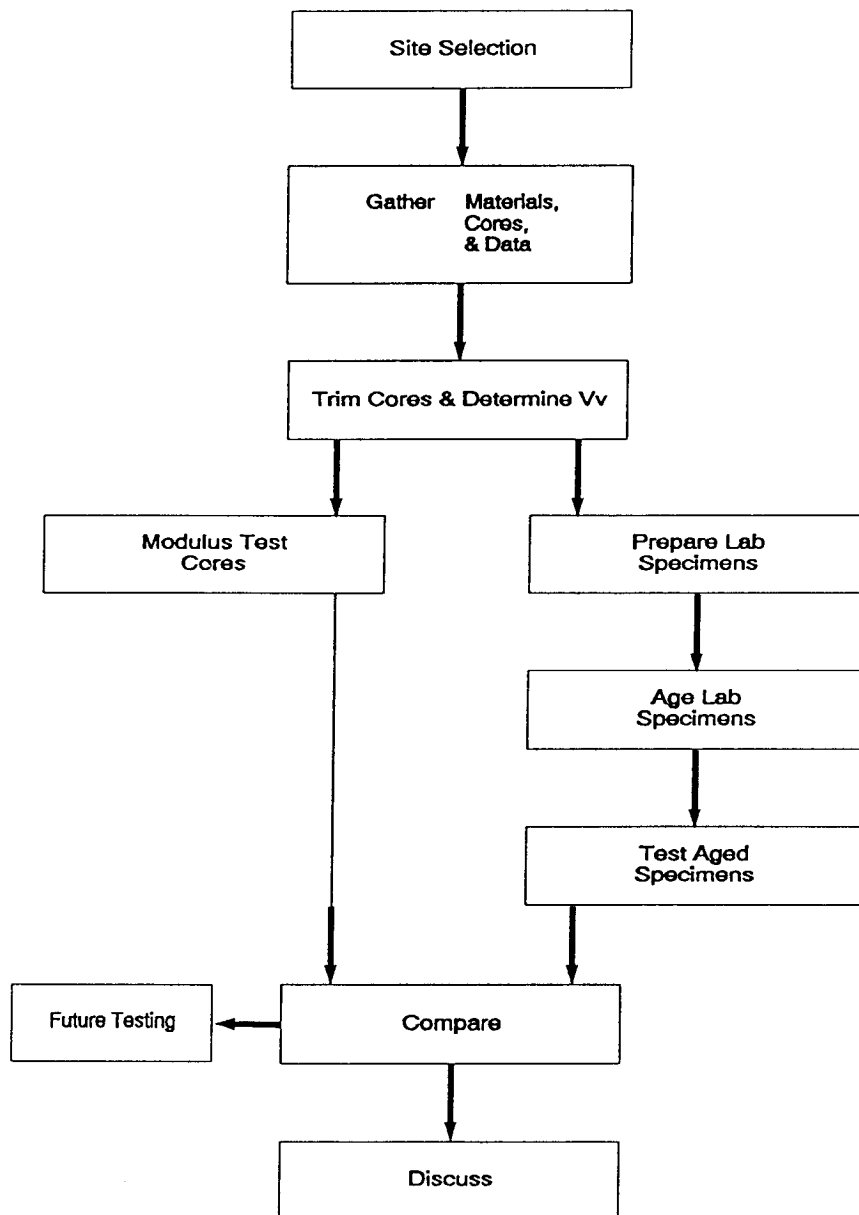 Site Selection
Gather Materials,
Cores,
& Data
Trim Cores & Determine Vv
Modulus Test
Cores
Prepare Lab
Specimens
Age Lab
Specimens
Test Aged
Specimens
Future Testing
Compare
Discuss